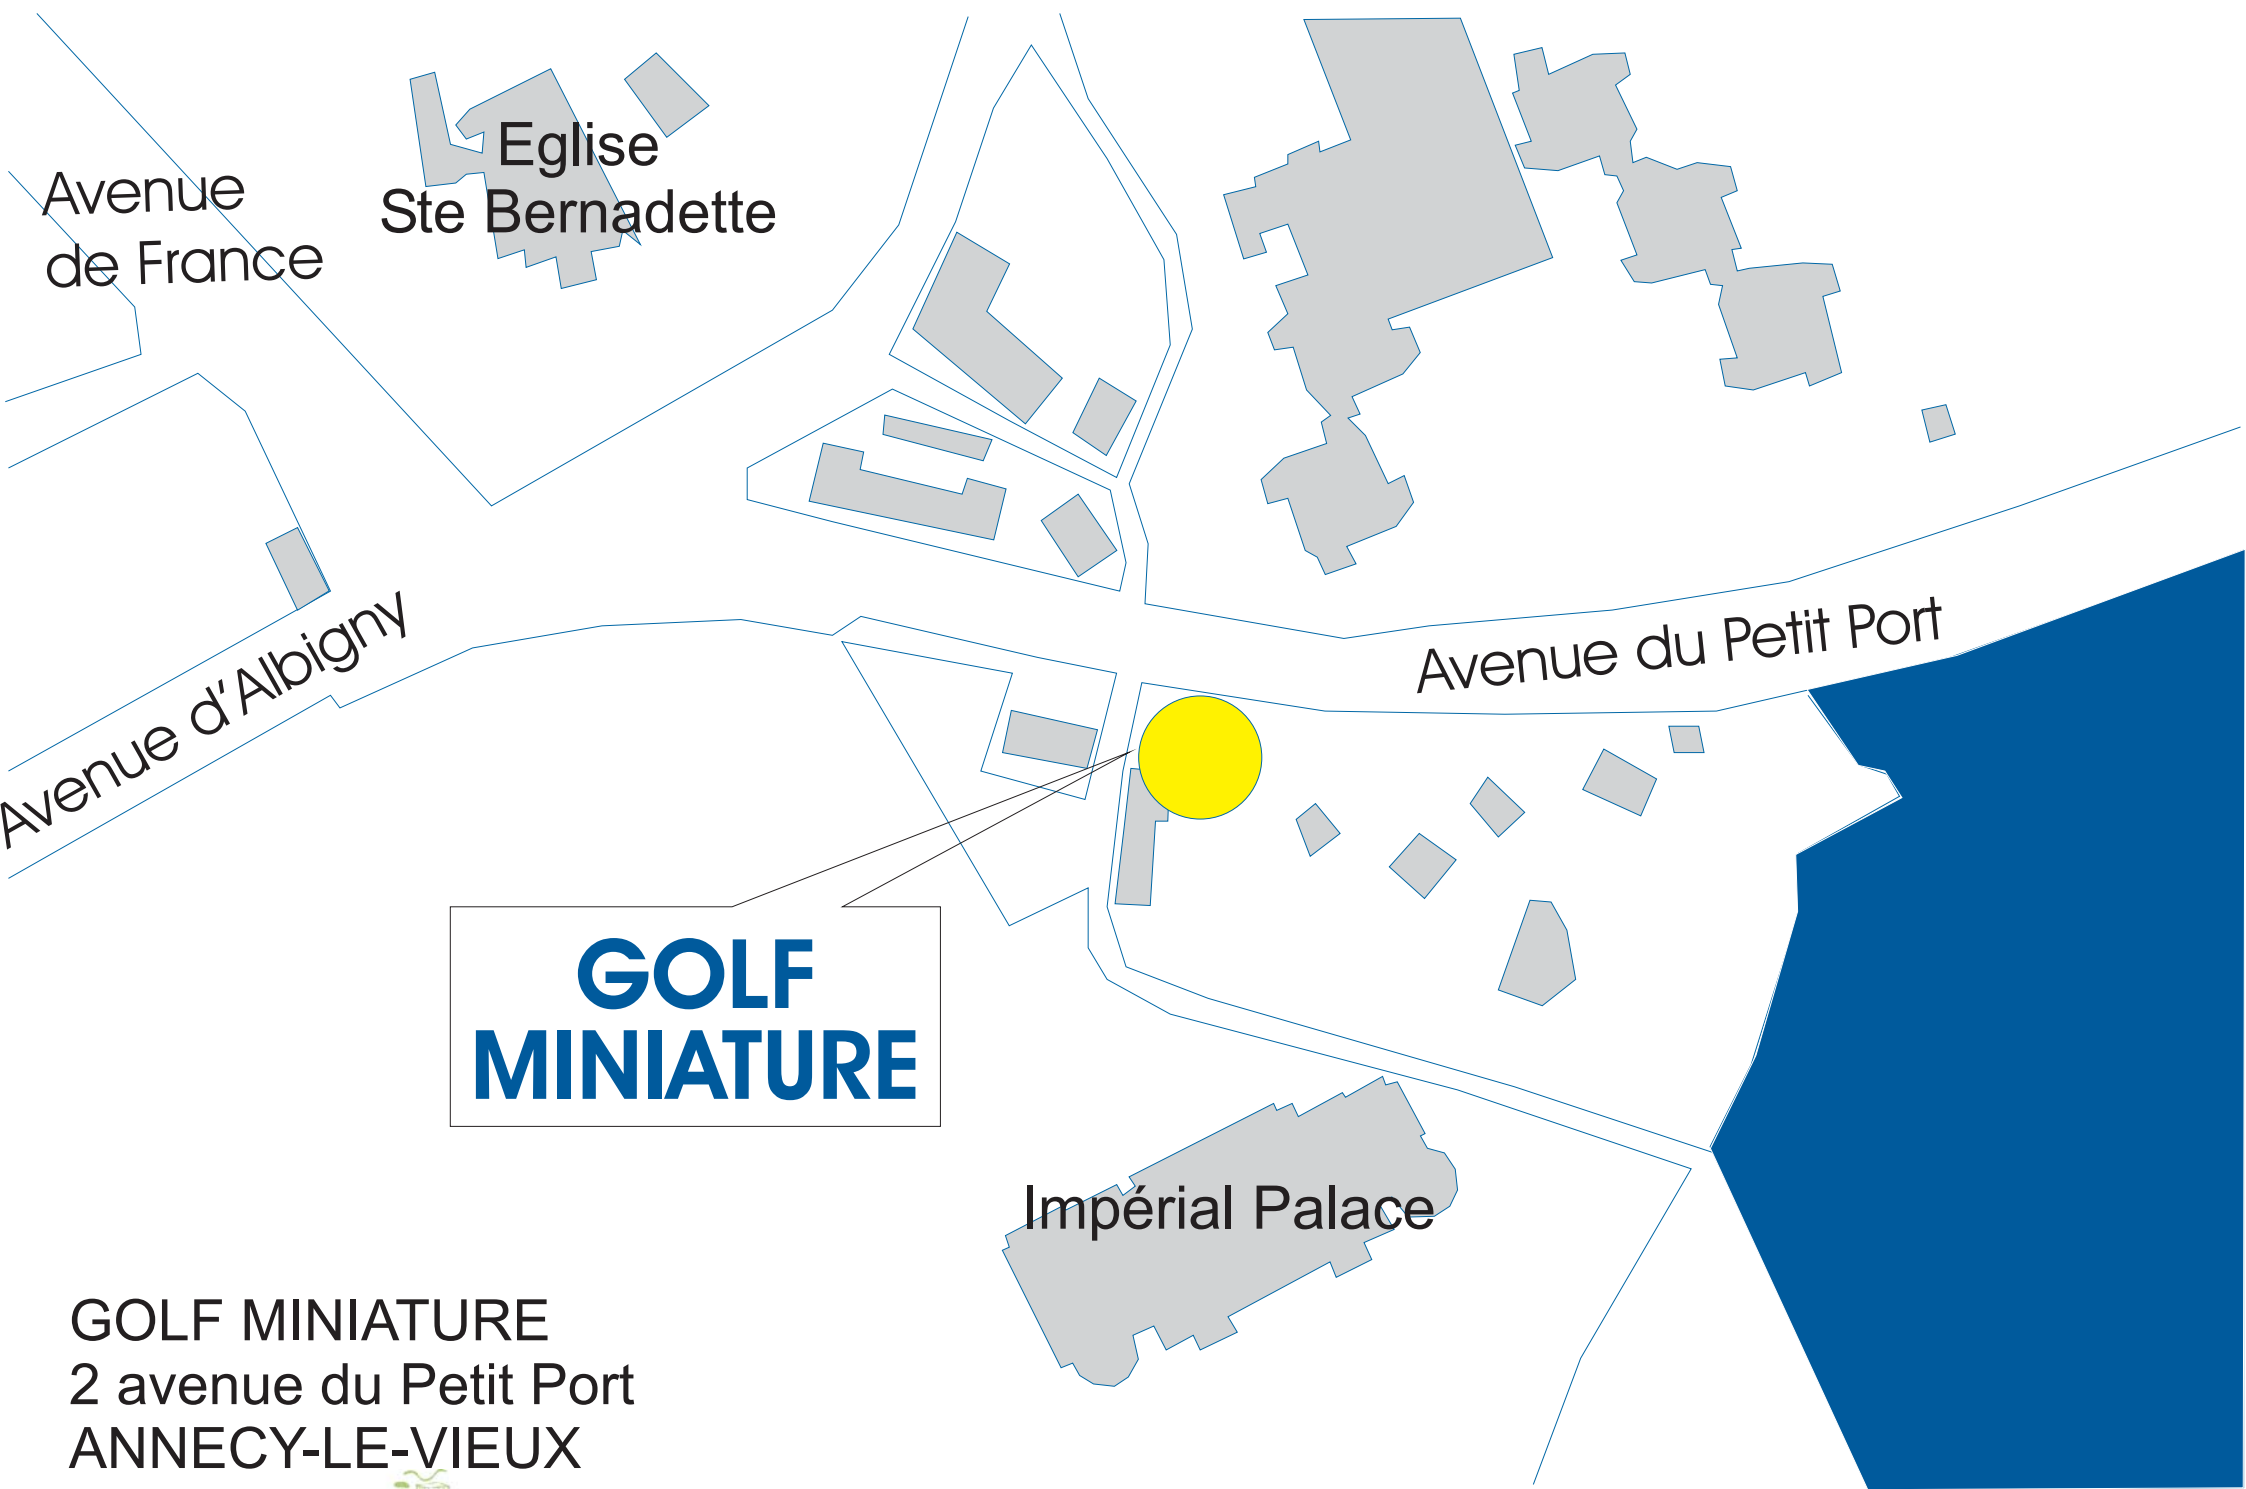 Eglise
Ste Bernadette
Avenue
de France
Avenue d'Albigny
Avenue du Petit Port
GOLF
MINIATURE
Impérial Palace
GOLF MINIATURE
2 avenue du Petit Port
ANNECY-LE-VIEUX